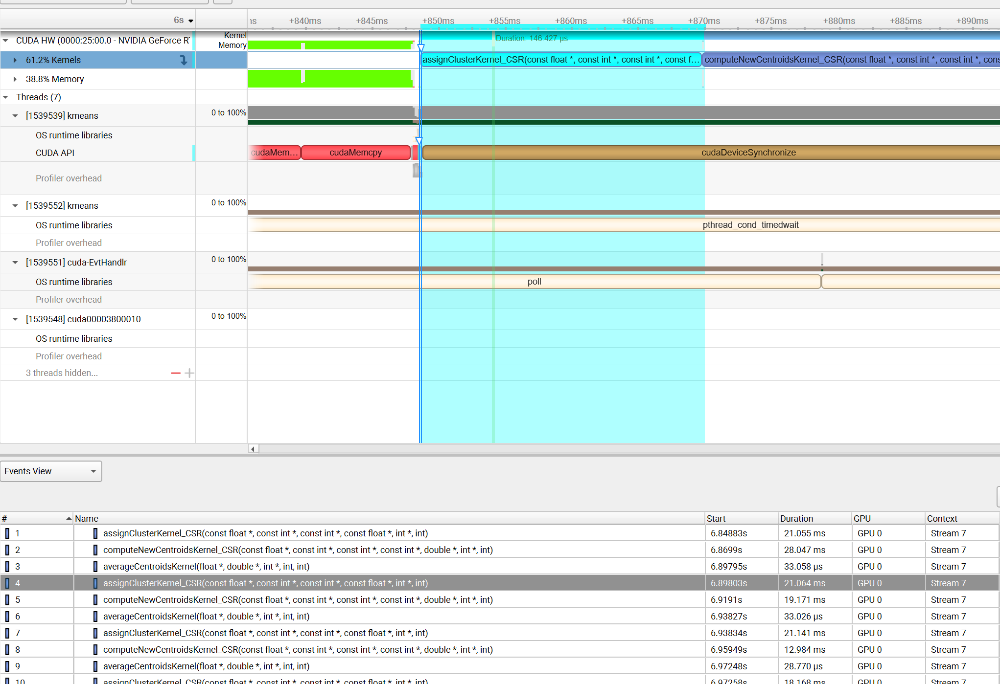 6s
ns +840ms +845ms +850ms +855ms +860ms +865ms +870ms +875ms +880ms +885ms +890ms
CUDA HW (0000:25:00.0 - NVIDIA GeForce RT
Kernel
Memory
Duration: 146.427 µs
61.2% Kernels
assignClusterKernel_CSR(const float *, const int *, const int *, const f...
computeNewCentroidsKernel_CSR(const float *, const int *, const int *, cons
38.8% Memory
Threads (7)
[1539539] kmeans
0 to 100%
OS runtime libraries
CUDA API
cudaMem...
cudaMemcpy
cudaDeviceSynchronize
Profiler overhead
[1539552] kmeans
0 to 100%
OS runtime libraries
pthread_cond_timedwait
Profiler overhead
[1539551] cuda-EvtHandlr
0 to 100%
OS runtime libraries
poll
Profiler overhead
[1539548] cuda00003800010
0 to 100%
OS runtime libraries
Profiler overhead
3 threads hidden...
Events View
# Name Start Duration GPU Context
1 assignClusterKernel_CSR(const float *, const int *, const int *, const float *, int *, int) 6.84883s 21.055 ms GPU 0 Stream 7
2 computeNewCentroidsKernel_CSR(const float *, const int *, const int *, const int *, double *, int *, int) 6.8699s 28.047 ms GPU 0 Stream 7
3 averageCentroidsKernel(float *, double *, int *, int, int) 6.89795s 33.058 µs GPU 0 Stream 7
4 assignClusterKernel_CSR(const float *, const int *, const int *, const float *, int *, int) 6.89803s 21.064 ms GPU 0 Stream 7
5 computeNewCentroidsKernel_CSR(const float *, const int *, const int *, const int *, double *, int *, int) 6.9191s 19.171 ms GPU 0 Stream 7
6 averageCentroidsKernel(float *, double *, int *, int, int) 6.93827s 33.026 µs GPU 0 Stream 7
7 assignClusterKernel_CSR(const float *, const int *, const int *, const float *, int *, int) 6.93834s 21.141 ms GPU 0 Stream 7
8 computeNewCentroidsKernel_CSR(const float *, const int *, const int *, const int *, double *, int *, int) 6.95949s 12.984 ms GPU 0 Stream 7
9 averageCentroidsKernel(float *, double *, int *, int, int) 6.97248s 28.770 µs GPU 0 Stream 7
10 assignClusterKernel_CSR(const float *, const int *, const int *, const float *, int *, int) 6.97258s 18.168 ms GPU 0 Stream 7